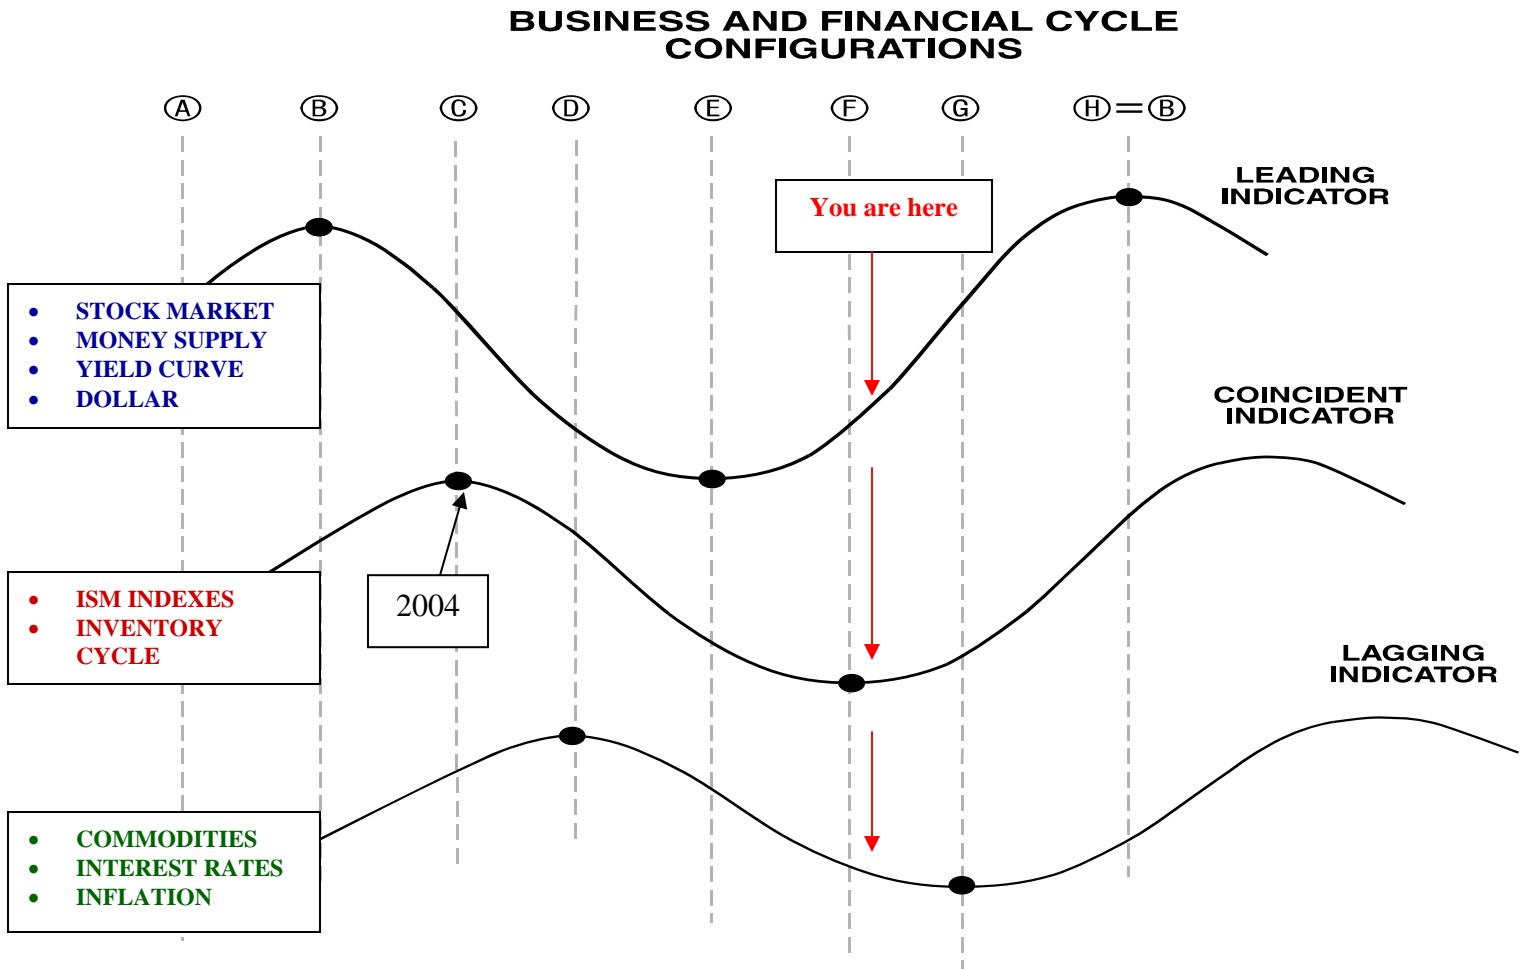 BUSINESS AND FINANCIAL CYCLE
CONFIGURATIONS
A B C D E F G H = B
LEADING
INDICATOR
You are here
• STOCK MARKET
• MONEY SUPPLY
• YIELD CURVE
• DOLLAR
COINCIDENT
INDICATOR
• ISM INDEXES
• INVENTORY
CYCLE
2004
LAGGING
INDICATOR
• COMMODITIES
• INTEREST RATES
• INFLATION